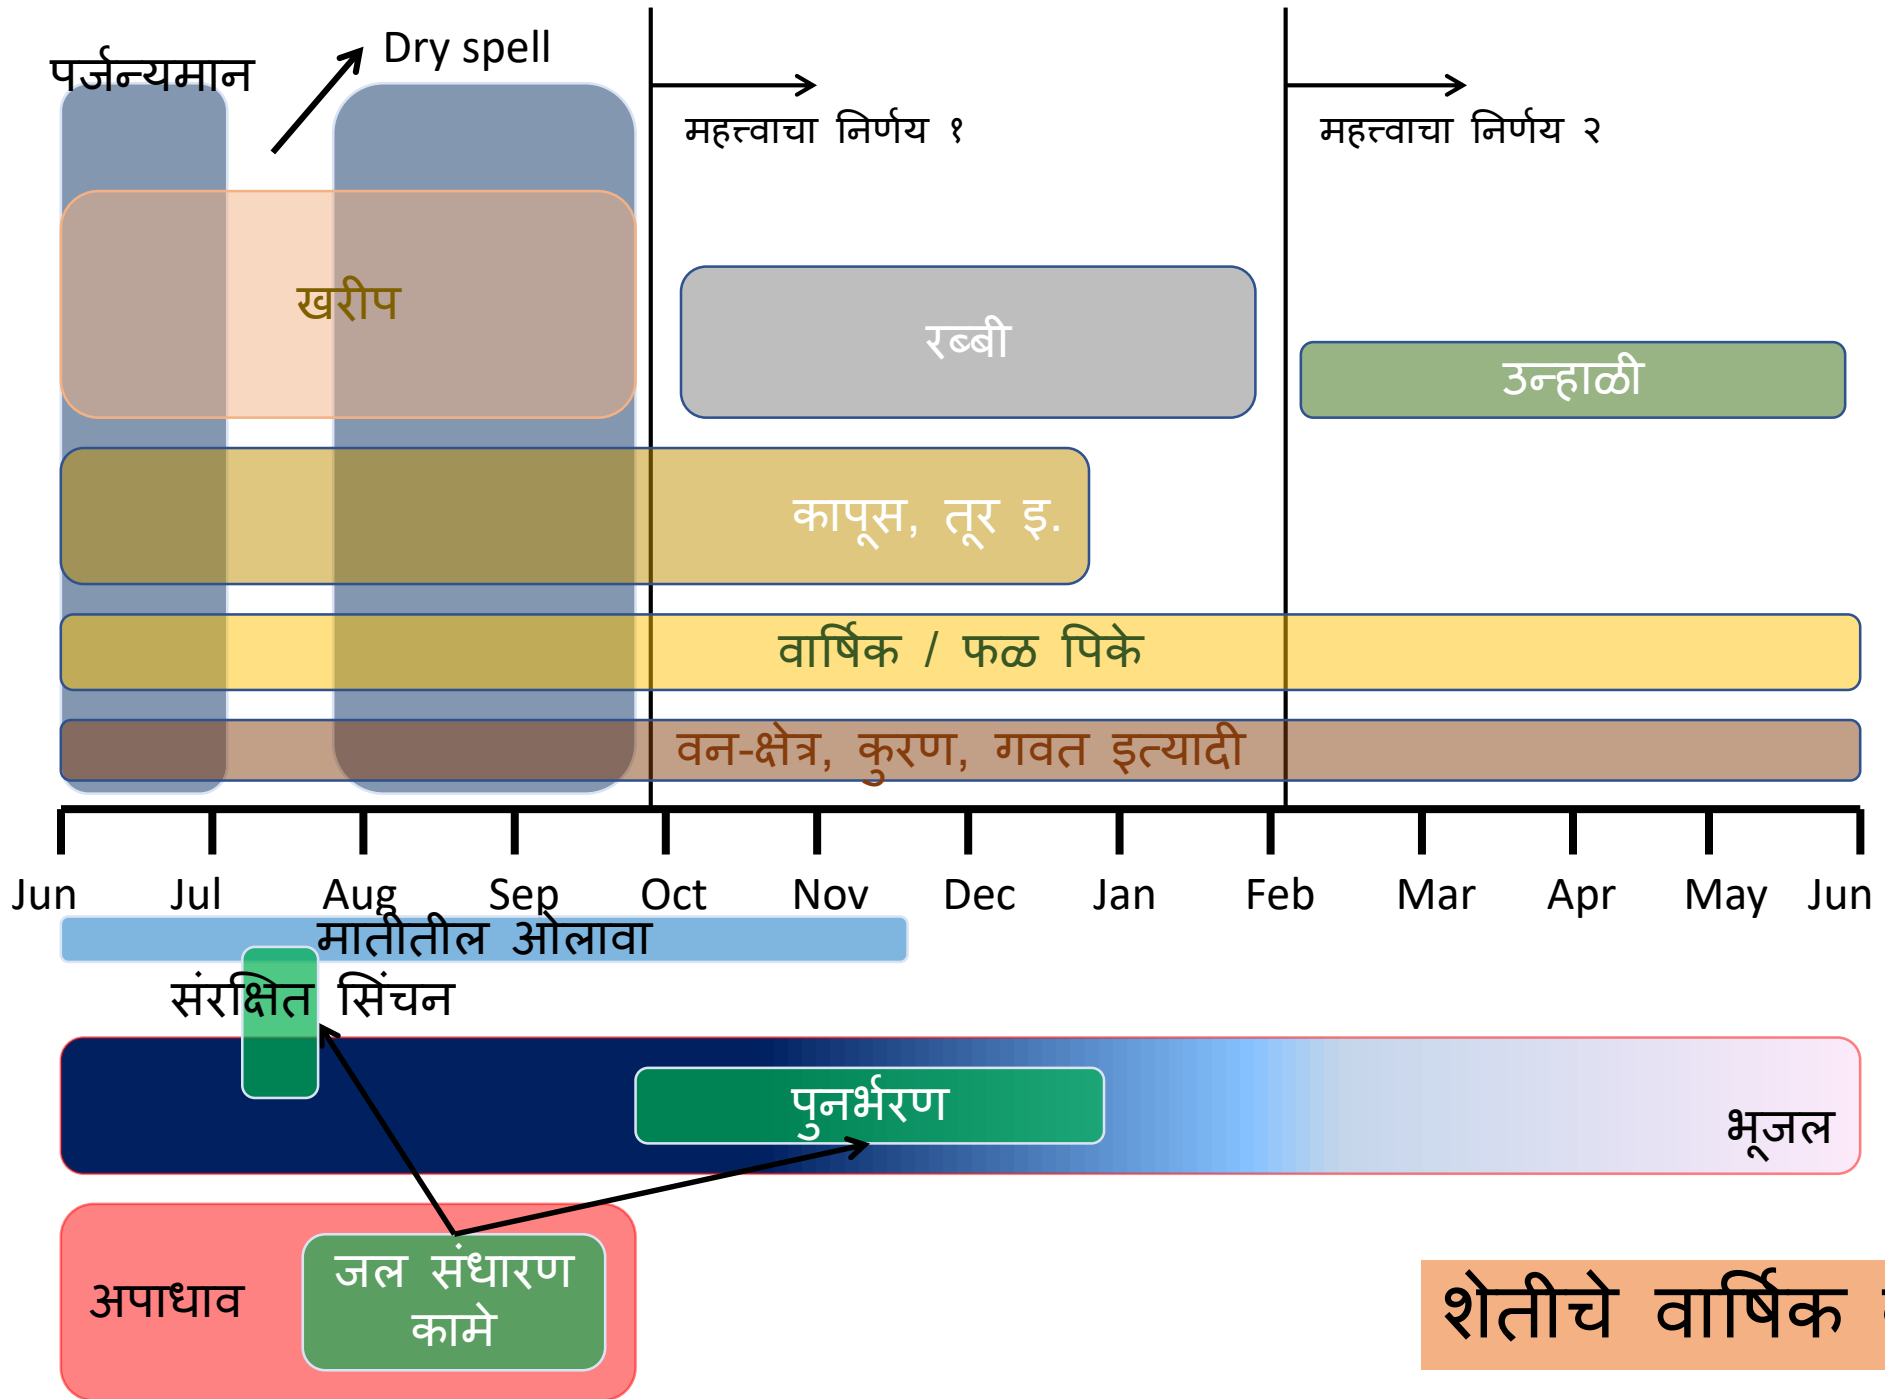 पर्जन्यमान
Dry spell
महत्त्वाचा निर्णय १
महत्त्वाचा निर्णय २
खरीप
रब्बी
उन्हाळी
कापूस, तूर इ.
वार्षिक / फळ पिके
वन-क्षेत्र, कुरण, गवत इत्यादी
Jun Jul Aug Sep Oct Nov Dec Jan Feb Mar Apr May Jun
मातीतील ओलावा
संरक्षित सिंचन
पुनर्भरण
भूजल
अपाधाव
जल संधारण
कामे
शेतीचे वार्षिक